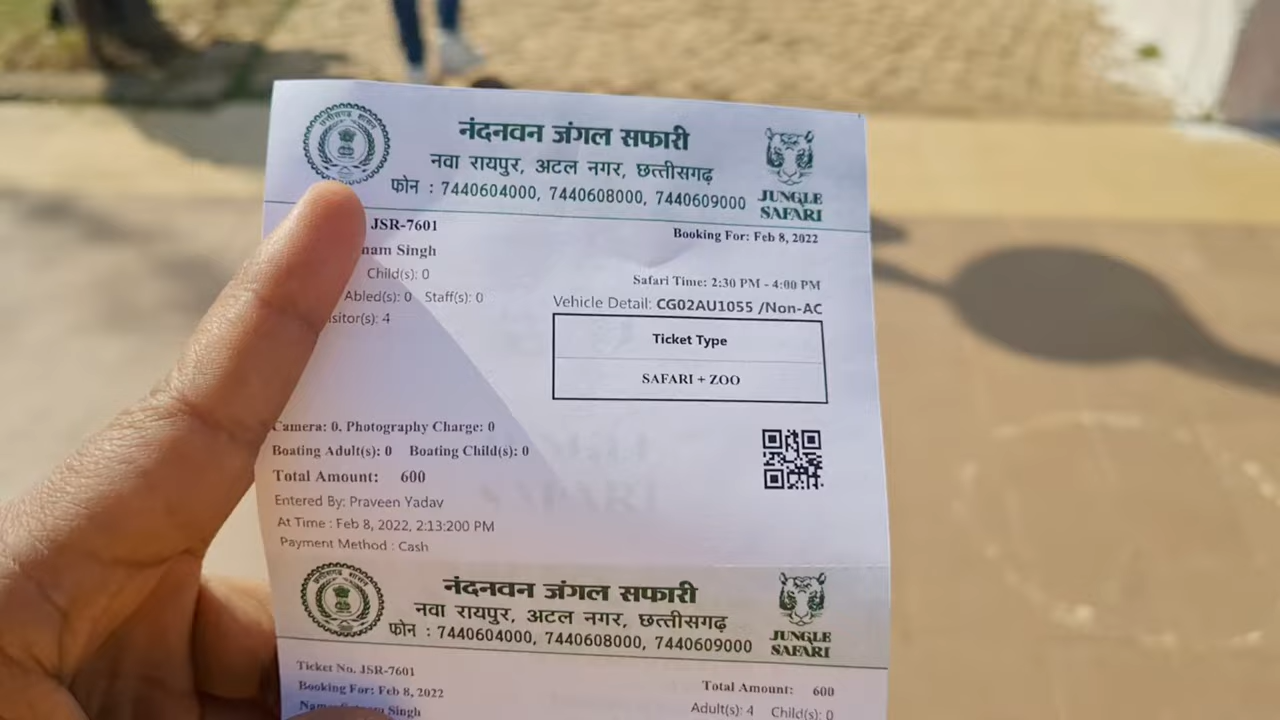 नंदनवन जंगल सफारी
नवा रायपुर, अटल नगर, छत्तीसगढ़
फोन : 7440604000, 7440608000, 7440609000
JUNGLE
SAFARI
JSR-7601
Booking For: Feb 8, 2022
Singh
Child(s): 0
Safari Time: 2:30 PM - 4:00 PM
Abled(s): 0 Staff(s): 0
Vehicle Detail: CG02AU1055 /Non-AC
isitor(s): 4
Ticket Type
SAFARI + ZOO
Camera: 0. Photography Charge: 0
Boating Adult(s): 0 Boating Child(s): 0
Total Amount: 600
Entered By: Praveen Yadav
At Time : Feb 8, 2022, 2:13:200 PM
Payment Method : Cash
नंदनवन जंगल सफारी
नवा रायपुर, अटल नगर, छत्तीसगढ़
फोन : 7440604000, 7440608000, 7440609000
JUNGLE
SAFARI
Ticket No. JSR-7601
Total Amount: 600
Booking For: Feb 8, 2022
Adult(s): 4 Child(s): 0
Singh